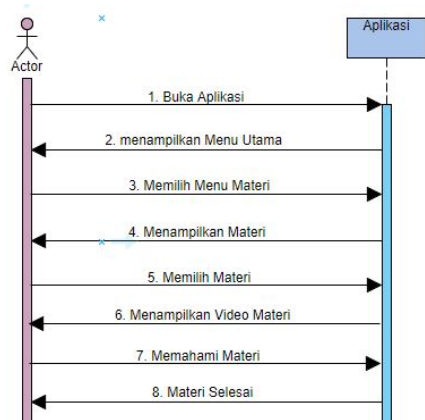 Actor
Aplikasi
1. Buka Aplikasi
2. menampilkan Menu Utama
3. Memilih Menu Materi
4. Menampilkan Materi
5. Memilih Materi
6. Menampilkan Video Materi
7. Memahami Materi
8. Materi Selesai